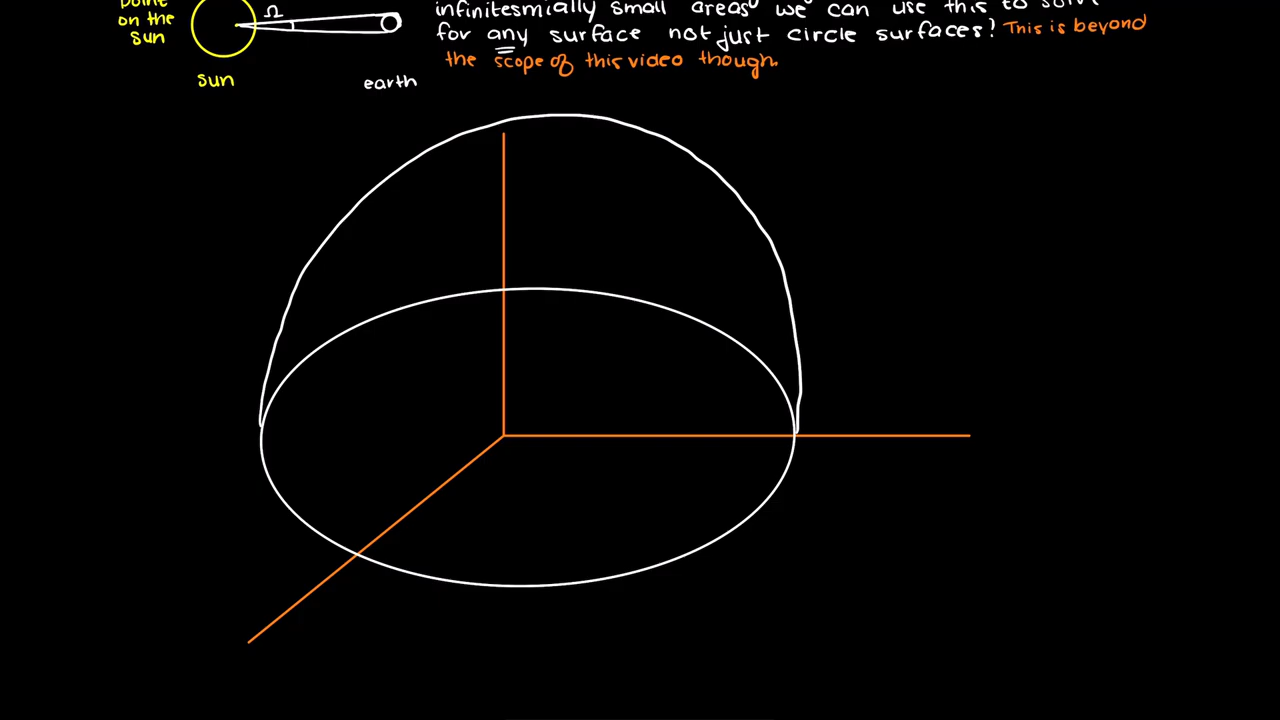 point
on the
sun
Ω
sun
earth
infinitesmially small areas we can use this to solve
for any surface not just circle surfaces! This is beyond
the scope of this video though.